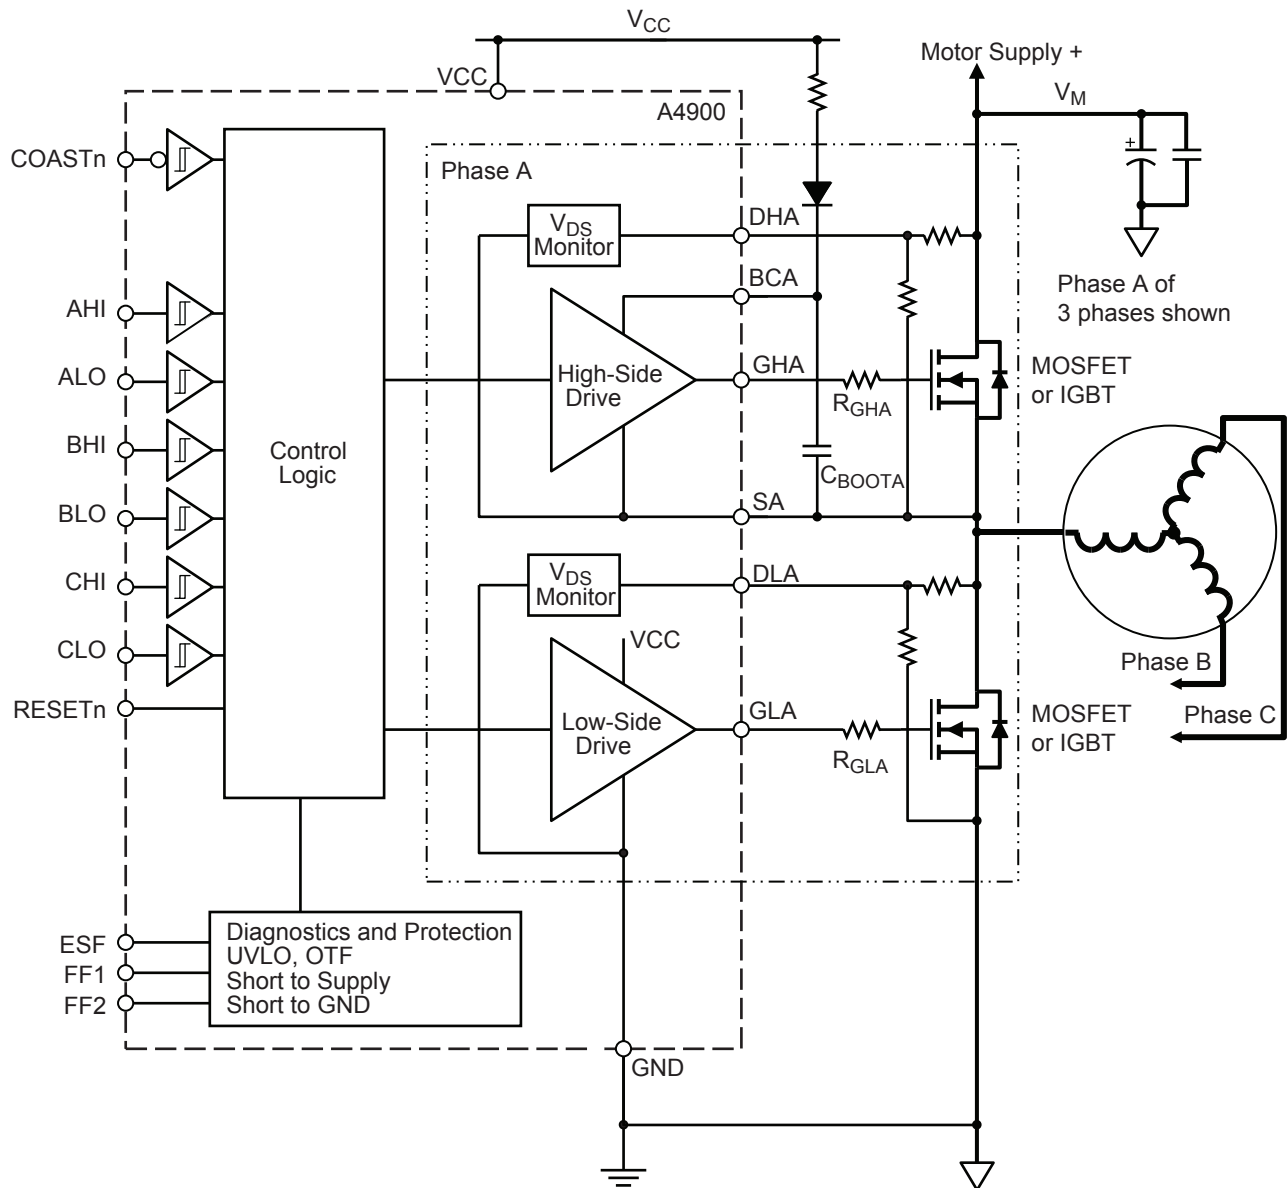 VCC
VCC
Motor Supply +
VM
A4900
COASTn
Phase A
VDS
Monitor
DHA
BCA
Phase A of
3 phases shown
AHI
ALO
BHI
BLO
CHI
CLO
RESETn
Control
Logic
High-Side
Drive
GHA
RGHA
MOSFET
or IGBT
CBOOTA
SA
VDS
Monitor
DLA
VCC
Low-Side
Drive
GLA
RGLA
MOSFET
or IGBT
Phase B
Phase C
ESF
FF1
FF2
Diagnostics and Protection
UVLO, OTF
Short to Supply
Short to GND
GND